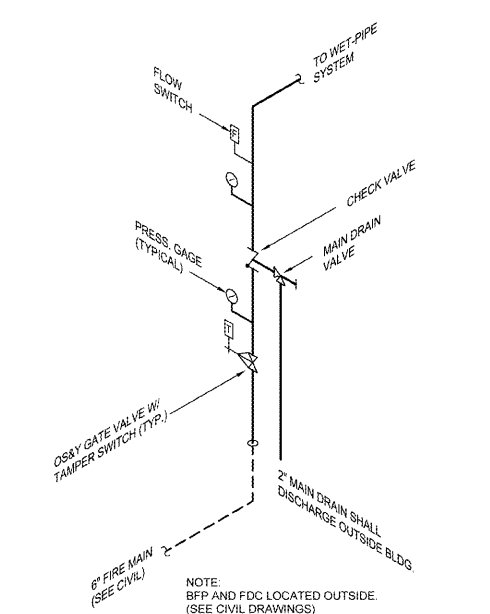 TO WET-PIPE
SYSTEM
FLOW
SWITCH
F
CHECK VALVE
MAIN DRAIN
VALVE
PRESS. GAGE
(TYPICAL)
T
OS&Y GATE VALVE W/
TAMPER SWITCH (TYP.)
2" MAIN DRAIN SHALL
DISCHARGE OUTSIDE BLDG.
6" FIRE MAIN
(SEE CIVIL)
NOTE:
BFP AND FDC LOCATED OUTSIDE.
(SEE CIVIL DRAWINGS)